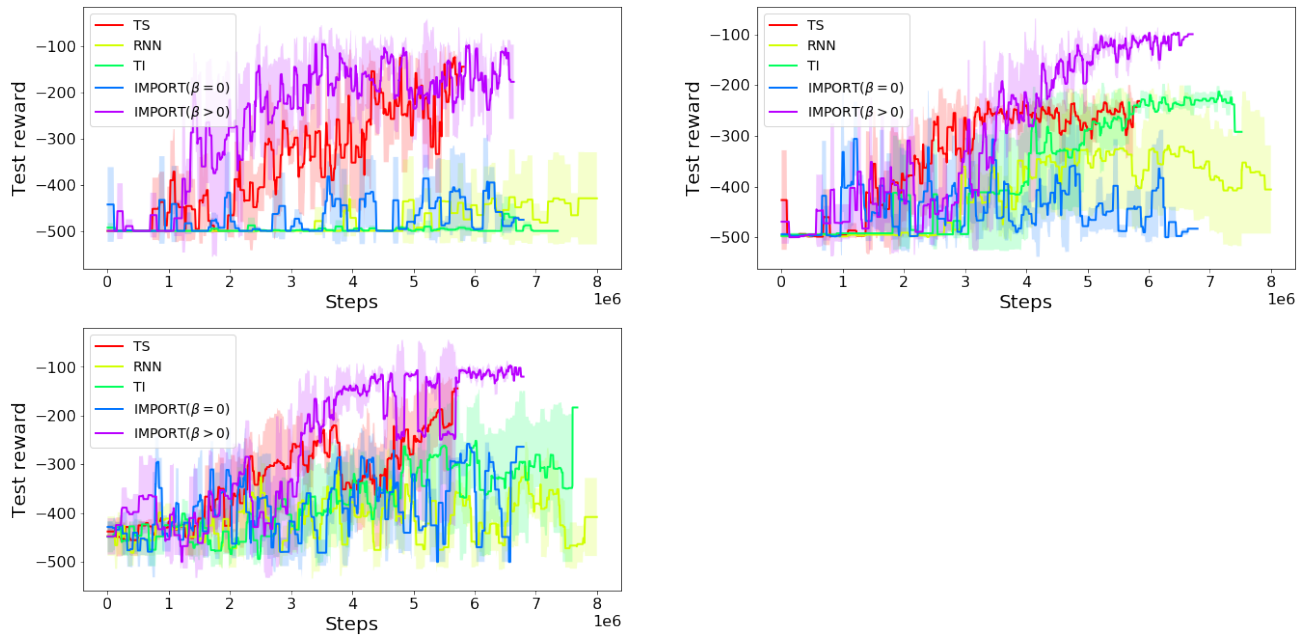 TS
RNN
TI
IMPORT(β = 0)
IMPORT(β > 0)
Test reward
−100
−200
−300
−400
−500
0 1 2 3 4 5 6 7 8
1e6
Steps
TS
RNN
TI
IMPORT(β = 0)
IMPORT(β > 0)
Test reward
−100
−200
−300
−400
−500
0 1 2 3 4 5 6 7 8
1e6
Steps
TS
RNN
TI
IMPORT(β = 0)
IMPORT(β > 0)
Test reward
−100
−200
−300
−400
−500
0 1 2 3 4 5 6 7 8
1e6
Steps